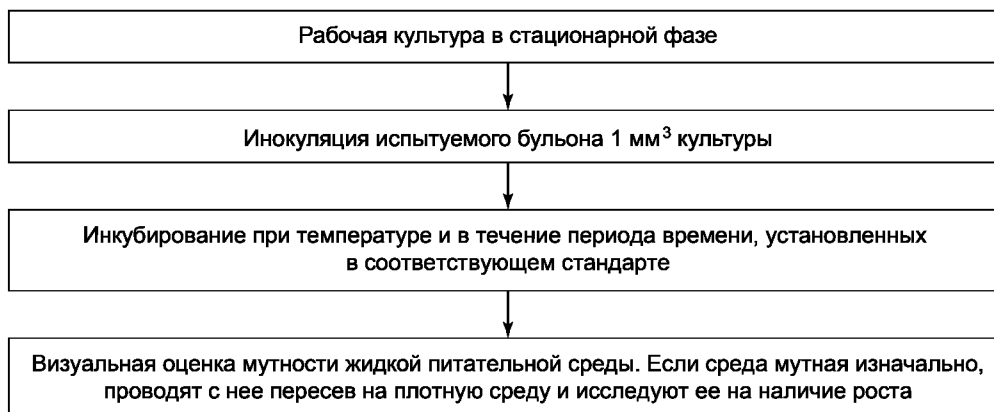 Рабочая культура в стационарной фазе
Инокуляция испытуемого бульона 1 мм³ культуры
Инкубирование при температуре и в течение периода времени, установленных
в соответствующем стандарте
Визуальная оценка мутности жидкой питательной среды. Если среда мутная изначально,
проводят с нее пересев на плотную среду и исследуют ее на наличие роста